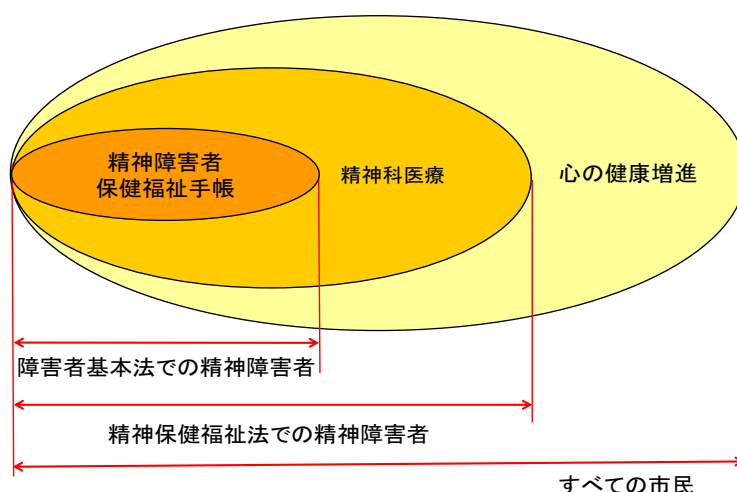 精神障害者
保健福祉手帳
精神科医療
心の健康増進
障害者基本法での精神障害者
精神保健福祉法での精神障害者
すべての市民